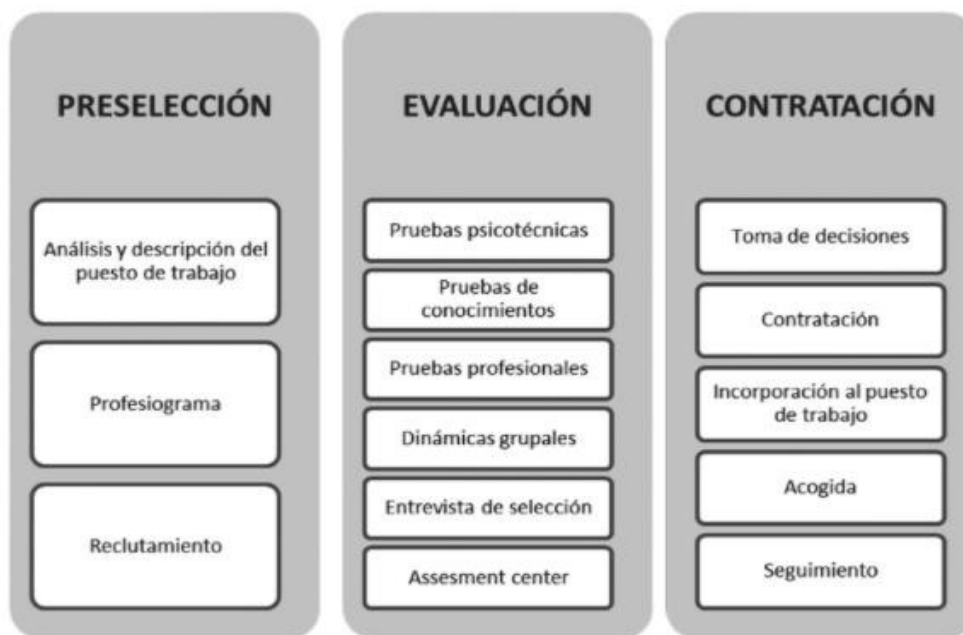 PRESELECCIÓN
Análisis y descripción del
puesto de trabajo
Profesiograma
Reclutamiento
EVALUACIÓN
Pruebas psicotécnicas
Pruebas de
conocimientos
Pruebas profesionales
Dinámicas grupales
Entrevista de selección
Assesment center
CONTRATACIÓN
Toma de decisiones
Contratación
Incorporación al puesto
de trabajo
Acogida
Seguimiento